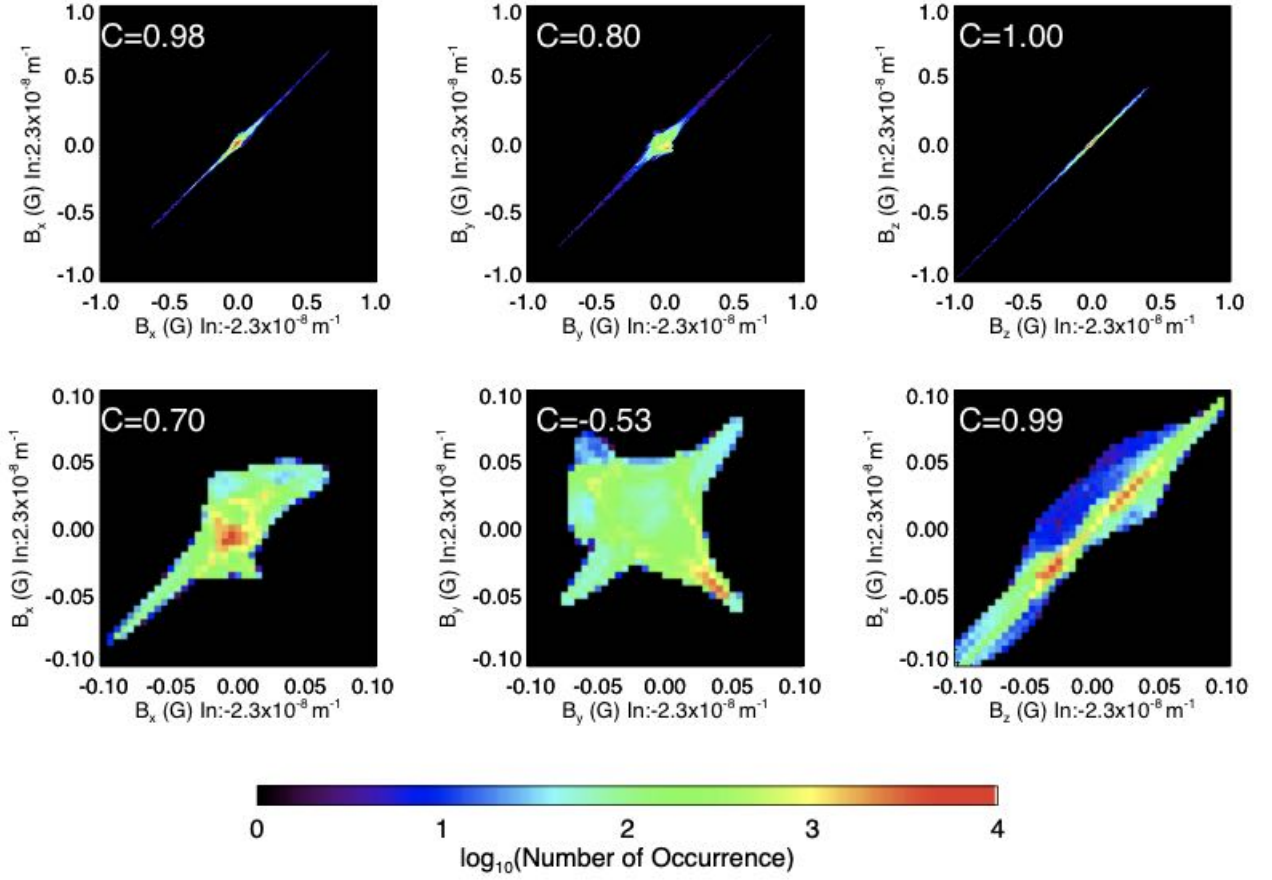 C=0.98
1.0
0.5
0.0
-0.5
-1.0
Bx (G) ln:2.3x10-8 m-1
-1.0 -0.5 0.0 0.5 1.0
Bx (G) ln:-2.3x10-8 m-1
C=0.80
1.0
0.5
0.0
-0.5
-1.0
By (G) ln:2.3x10-8 m-1
-1.0 -0.5 0.0 0.5 1.0
By (G) ln:-2.3x10-8 m-1
C=1.00
1.0
0.5
0.0
-0.5
-1.0
Bz (G) ln:2.3x10-8 m-1
-1.0 -0.5 0.0 0.5 1.0
Bz (G) ln:-2.3x10-8 m-1
C=0.70
0.10
0.05
0.00
-0.05
-0.10
Bx (G) ln:2.3x10-8 m-1
-0.10 -0.05 0.00 0.05 0.10
Bx (G) ln:-2.3x10-8 m-1
C=-0.53
0.10
0.05
0.00
-0.05
-0.10
By (G) ln:2.3x10-8 m-1
-0.10 -0.05 0.00 0.05 0.10
By (G) ln:-2.3x10-8 m-1
C=0.99
0.10
0.05
0.00
-0.05
-0.10
Bz (G) ln:2.3x10-8 m-1
-0.10 -0.05 0.00 0.05 0.10
Bz (G) ln:-2.3x10-8 m-1
0 1 2 3 4
log10(Number of Occurrence)